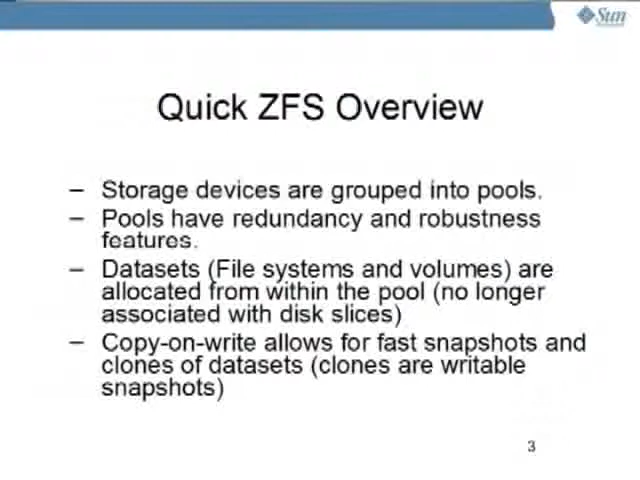 Sun
Quick ZFS Overview
– Storage devices are grouped into pools.
– Pools have redundancy and robustness
features.
– Datasets (File systems and volumes) are
allocated from within the pool (no longer
associated with disk slices)
– Copy-on-write allows for fast snapshots and
clones of datasets (clones are writable
snapshots)
3